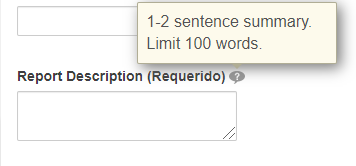 1-2 sentence summary.
Limit 100 words.
Report Description (Requerido) ?